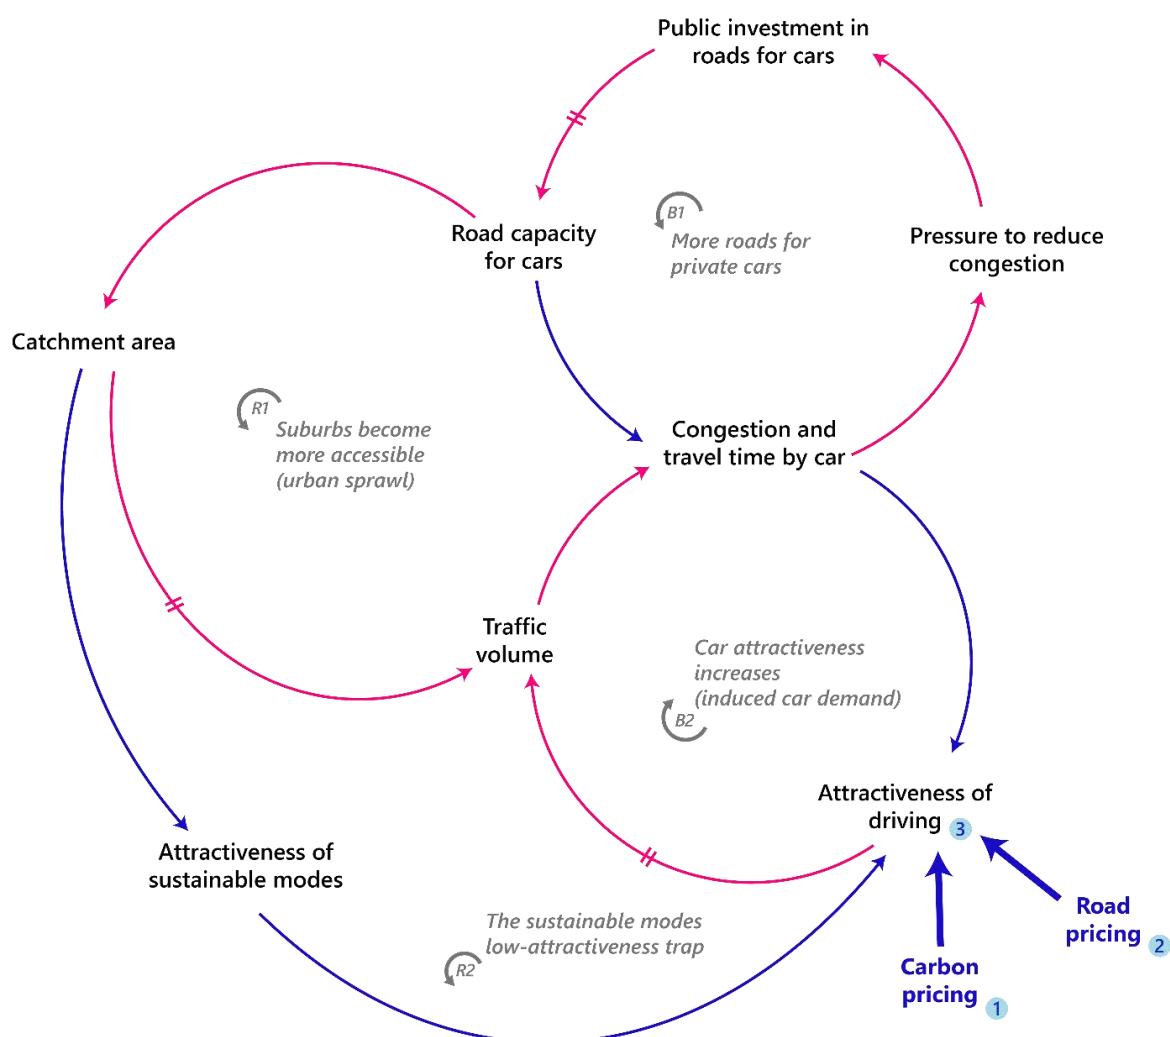 Public investment in
roads for cars
B1
More roads for
private cars
Road capacity
for cars
Pressure to reduce
congestion
Catchment area
R1
Suburbs become
more accessible
(urban sprawl)
Congestion and
travel time by car
Traffic
volume
Car attractiveness
increases
(induced car demand)
B2
Attractiveness of
driving 3
Attractiveness of
sustainable modes
The sustainable modes
low-attractiveness trap
R2
Road
pricing 2
Carbon
pricing 1